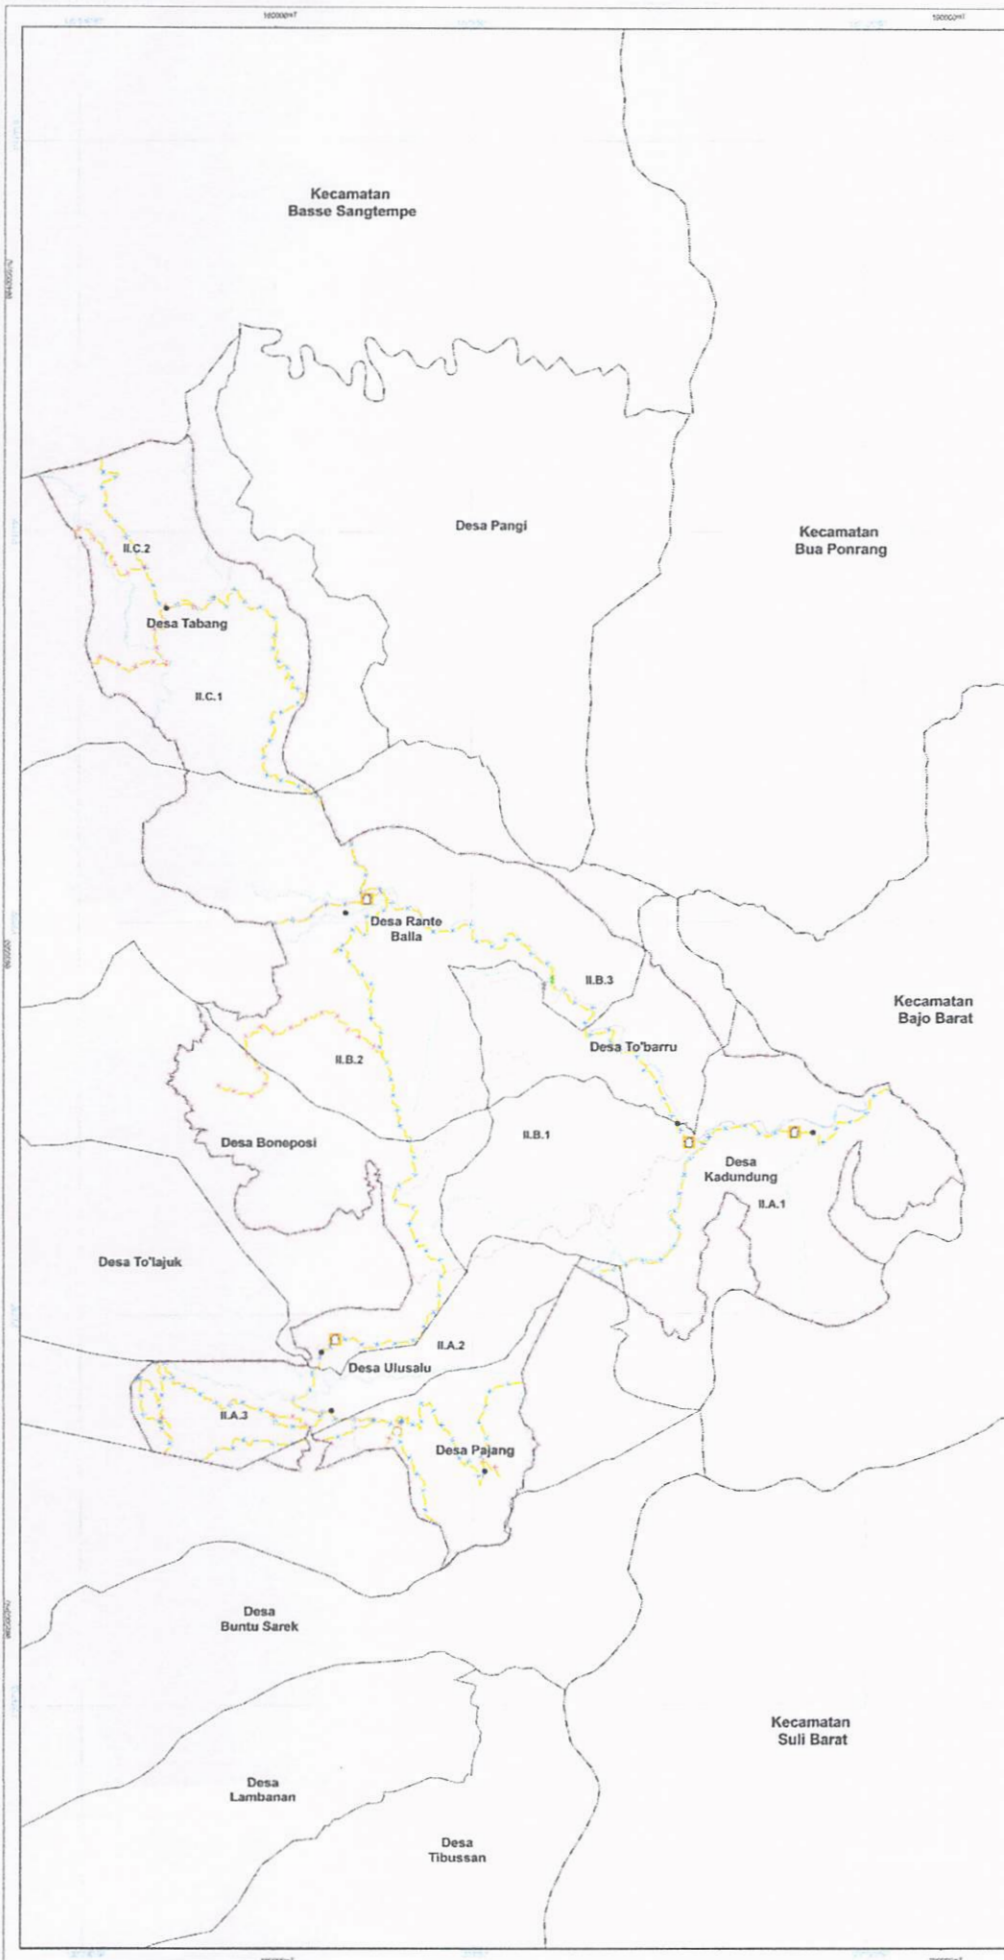 180000mT
190000mT
Kecamatan
Basse Sangtempe
Desa Pangi
Kecamatan
Bua Ponrang
II.C.2
Desa Tabang
II.C.1
Desa Rante
Balla
II.B.3
Kecamatan
Bajo Barat
Desa To'barru
II.B.2
II.B.1
Desa Boneposi
Desa
Kadundung
II.A.1
Desa To'lajuk
II.A.2
Desa Ulusalu
II.A.3
Desa Pajang
Desa
Buntu Sarek
Kecamatan
Suli Barat
Desa
Lambanan
Desa
Tibussan